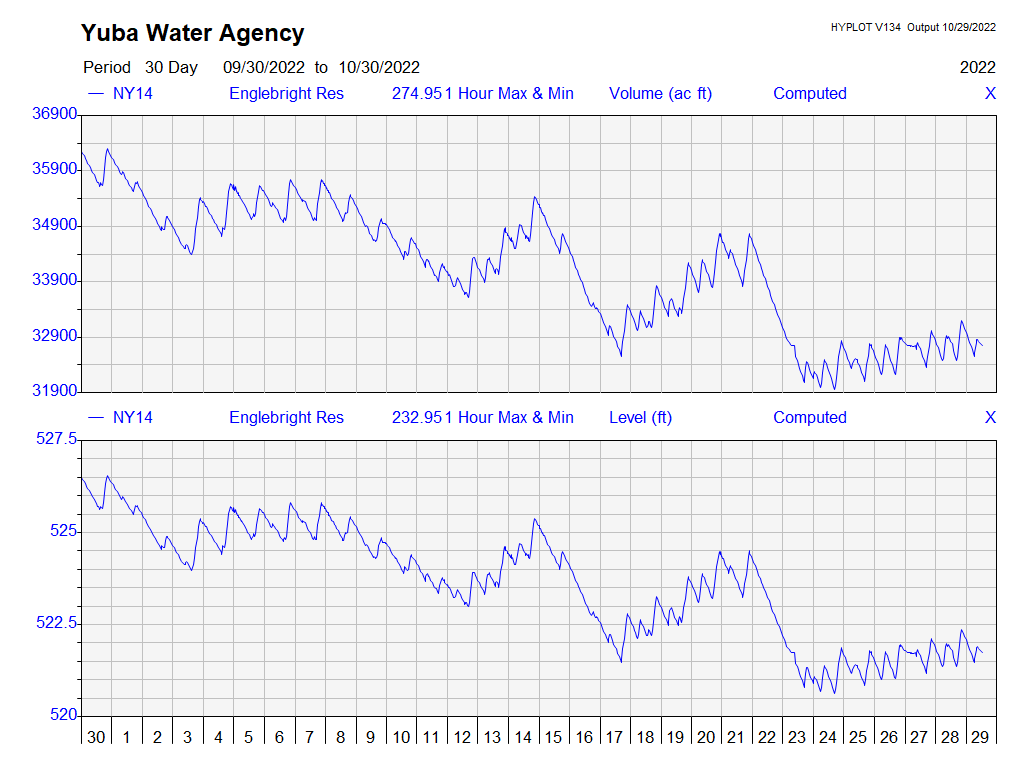 Yuba Water Agency
HYPLOT V134 Output 10/29/2022
Period 30 Day 09/30/2022 to 10/30/2022
2022
— NY14 Englebright Res 274.951 Hour Max & Min Volume (ac ft) Computed X
36900
35900
34900
33900
32900
31900
— NY14 Englebright Res 232.951 Hour Max & Min Level (ft) Computed X
527.5
525
522.5
520
30 1 2 3 4 5 6 7 8 9 10 11 12 13 14 15 16 17 18 19 20 21 22 23 24 25 26 27 28 29